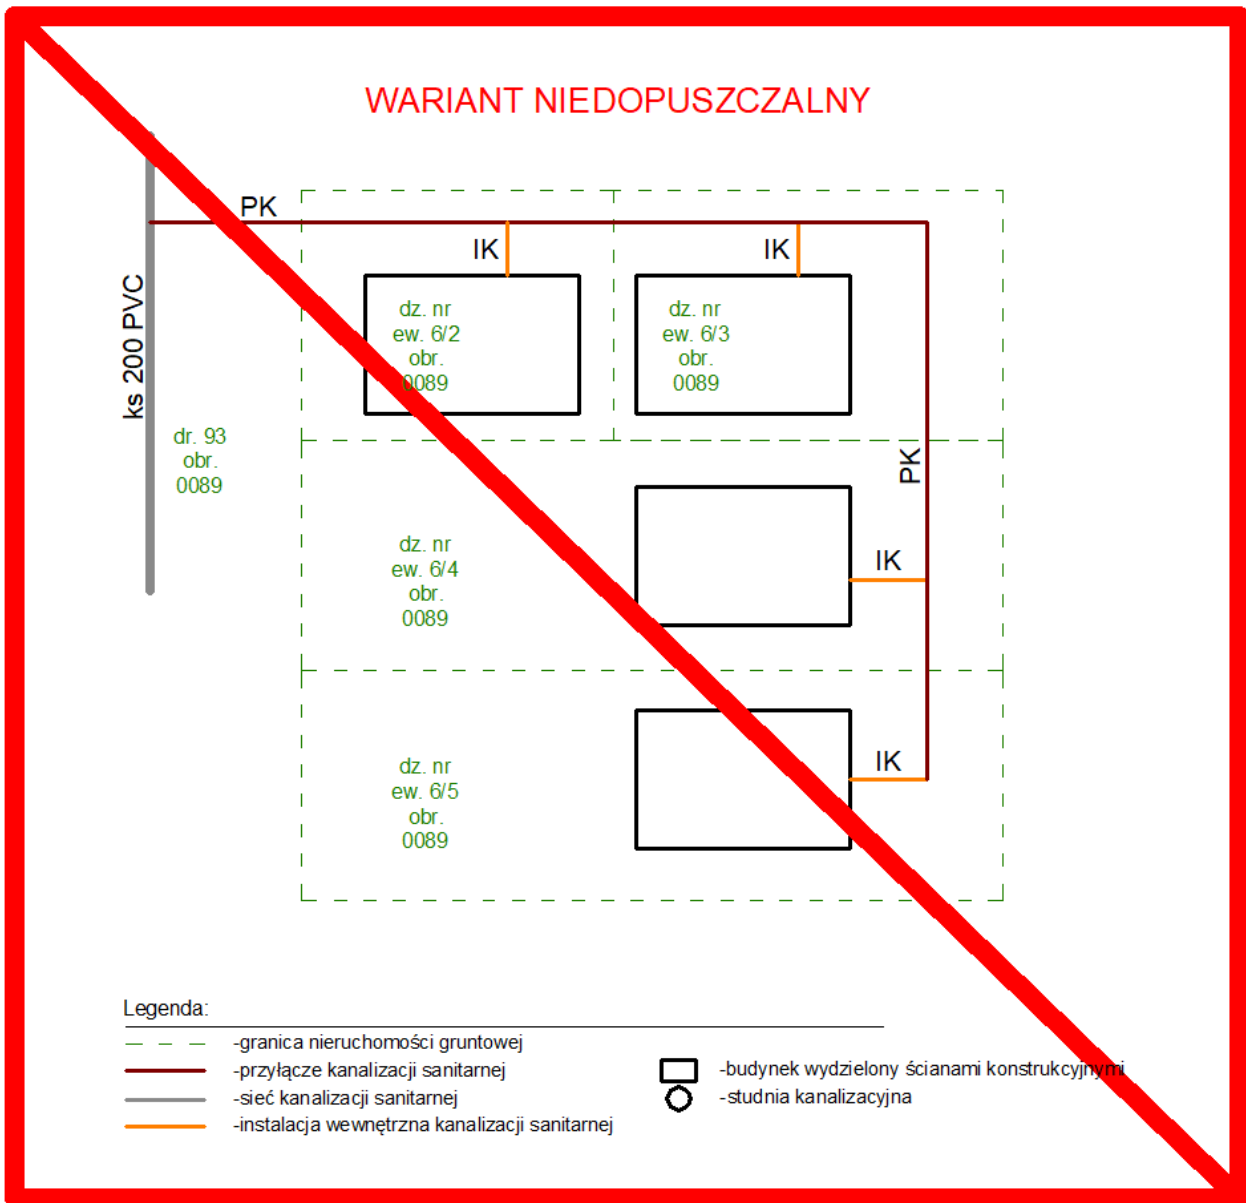 WARIANT NIEDOPUSZCZALNY
PK
IK
IK
ks 200 PVC
dz. nr
ew. 6/2
obr.
0089
dz. nr
ew. 6/3
obr.
0089
dr. 93
obr.
0089
PK
dz. nr
ew. 6/4
obr.
0089
IK
dz. nr
ew. 6/5
obr.
0089
IK
Legenda:
-granica nieruchomości gruntowej
-przyłącze kanalizacji sanitarnej
-sieć kanalizacji sanitarnej
-instalacja wewnętrzna kanalizacji sanitarnej
-budynek wydzielony ścianami konstrukcyjnymi
-studnia kanalizacyjna